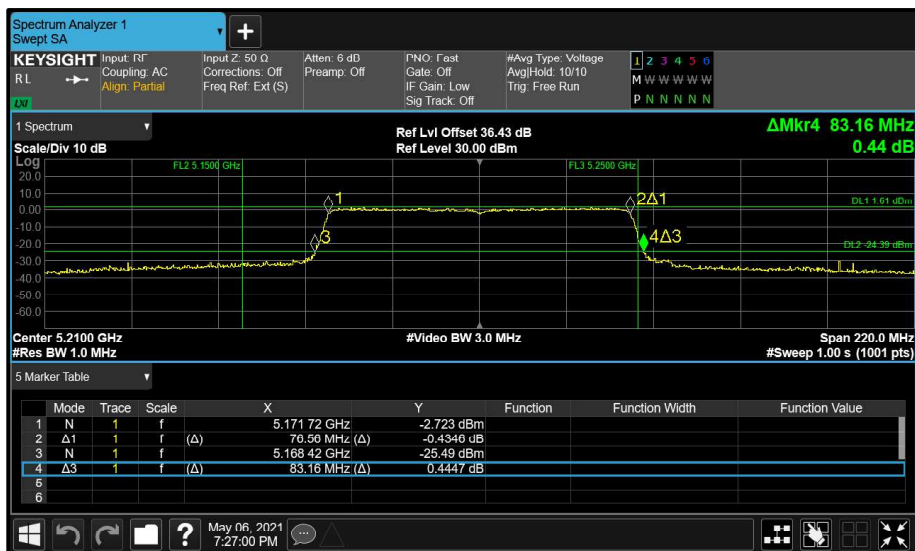 Spectrum Analyzer 1
Swept SA
KEYSIGHT Input: RF Input Z: 50 Ω Atten: 6 dB PNO: Fast #Avg Type: Voltage 1 2 3 4 5 6
RL Coupling: AC Corrections: Off Preamp: Off Gate: Off Avg|Hold: 10/10 M W W W W W
Align: Partial Freq Ref: Ext (S) IF Gain: Low Trig: Free Run
LXI Sig Track: Off P N N N N N
1 Spectrum Ref Lvl Offset 36.43 dB ΔMkr4 83.16 MHz
Scale/Div 10 dB Ref Level 30.00 dBm 0.44 dB
Log FL2 5.1500 GHz FL3 5.2500 GHz
20.0
10.0 1 2Δ1 DL1 1.61 dBm
0.00
-10.0
-20.0 3 4Δ3 DL2 -24.39 dBm
-30.0
-40.0
-50.0
-60.0
Center 5.2100 GHz #Video BW 3.0 MHz Span 220.0 MHz
#Res BW 1.0 MHz #Sweep 1.00 s (1001 pts)
5 Marker Table
Mode Trace Scale X Y Function Function Width Function Value
1 N 1 f 5.171 72 GHz -2.723 dBm
2 Δ1 1 f (Δ) 76.56 MHz (Δ) -0.4346 dB
3 N 1 f 5.168 42 GHz -25.49 dBm
4 Δ3 1 f (Δ) 83.16 MHz (Δ) 0.4447 dB
5
6
? May 06, 2021
7:27:00 PM